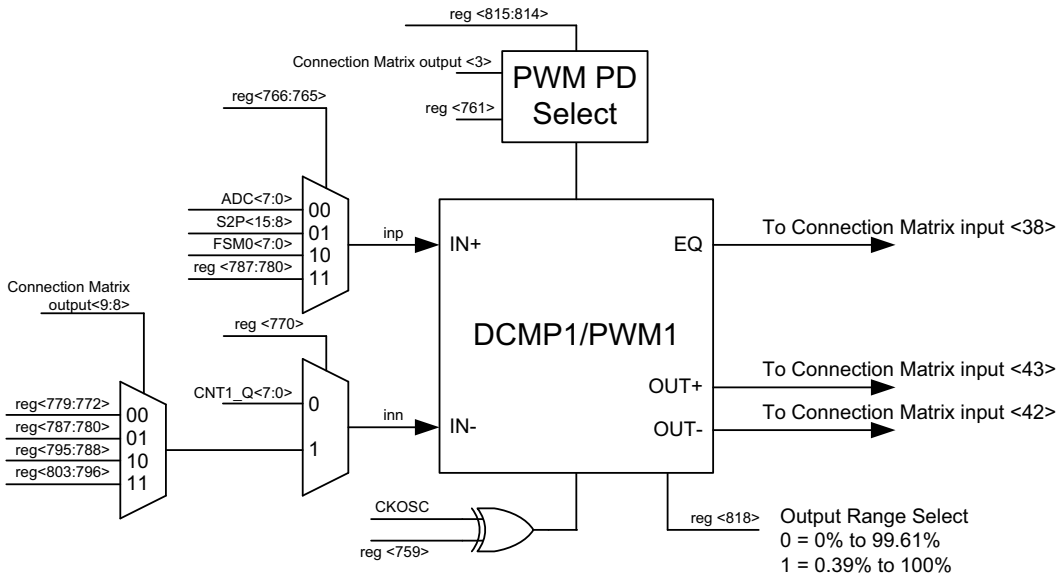 reg <815:814>
Connection Matrix output <3>
reg <761>
PWM PD
Select
reg<766:765>
ADC<7:0>
S2P<15:8>
FSM0<7:0>
reg <787:780>
00
01
10
11
inp
IN+
EQ
To Connection Matrix input <38>
Connection Matrix
output<9:8>
reg <770>
DCMP1/PWM1
CNT1_Q<7:0>
0
1
inn
IN-
OUT+
To Connection Matrix input <43>
OUT-
To Connection Matrix input <42>
reg<779:772>
reg<787:780>
reg<795:788>
reg<803:796>
00
01
10
11
CKOSC
reg <759>
reg <818>
Output Range Select
0 = 0% to 99.61%
1 = 0.39% to 100%